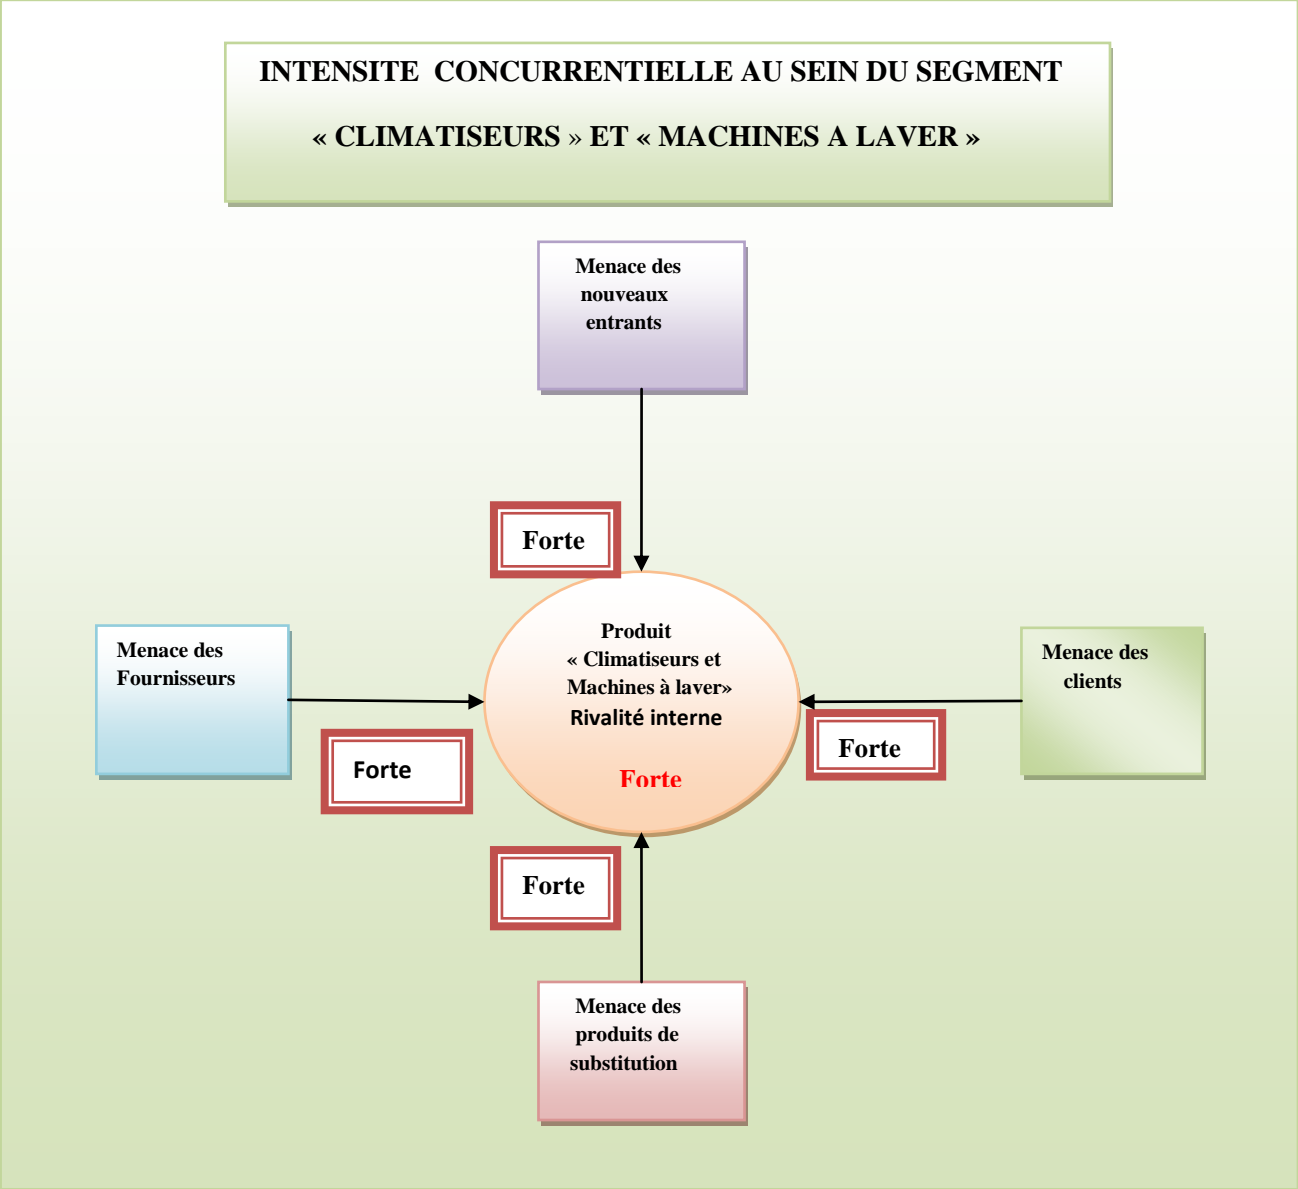 INTENSITE CONCURRENTIELLE AU SEIN DU SEGMENT
« CLIMATISEURS » ET « MACHINES A LAVER »
Menace des
nouveaux
entrants
Forte
Menace des
Fournisseurs
Forte
Produit
« Climatiseurs et
Machines à laver»
Rivalité interne
Forte
Menace des
clients
Forte
Forte
Menace des
produits de
substitution